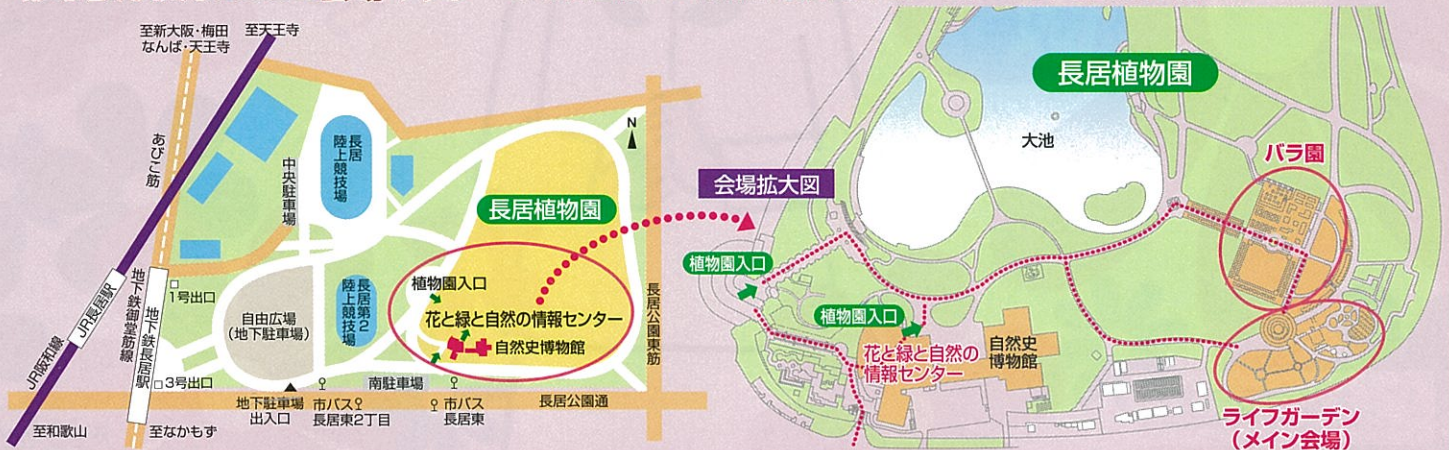 至新大阪・梅田
なんば・天王寺
至天王寺
あびこ筋
中央駐車場
長居
陸上競技場
N
長居植物園
植物園入口
花と緑と自然の情報センター
自然史博物館
長居公園東筋
1号出口
自由広場
(地下駐車場)
長居第2
陸上競技場
JR長居駅
地下鉄御堂筋線
地下鉄長居駅
JR阪和線
3号出口
南駐車場
地下駐車場
出入口
市バス
長居東2丁目
市バス
長居東
長居公園通
至和歌山
至なかもず
会場拡大図
長居植物園
大池
バラ園
植物園入口
植物園入口
花と緑と自然の
情報センター
自然史
博物館
ライフガーデン
(メイン会場)